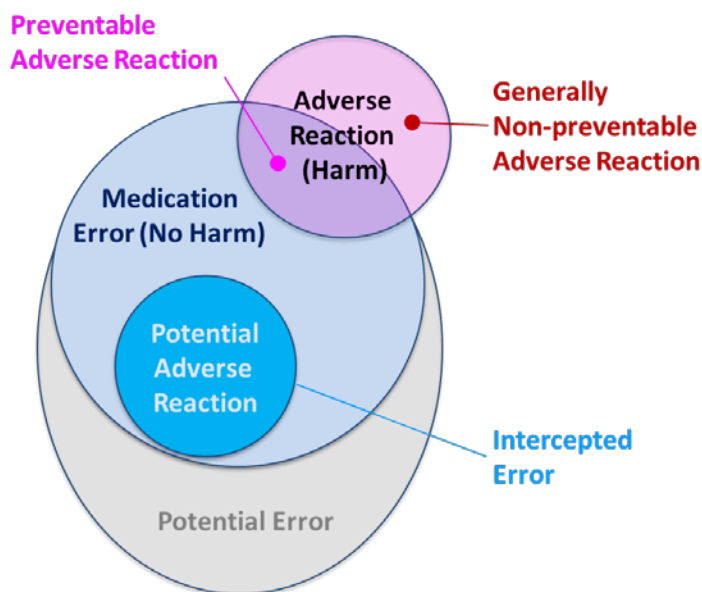 Preventable
Adverse Reaction
Adverse
Reaction
(Harm)
Generally
Non-preventable
Adverse Reaction
Medication
Error (No Harm)
Potential
Adverse
Reaction
Intercepted
Error
Potential Error